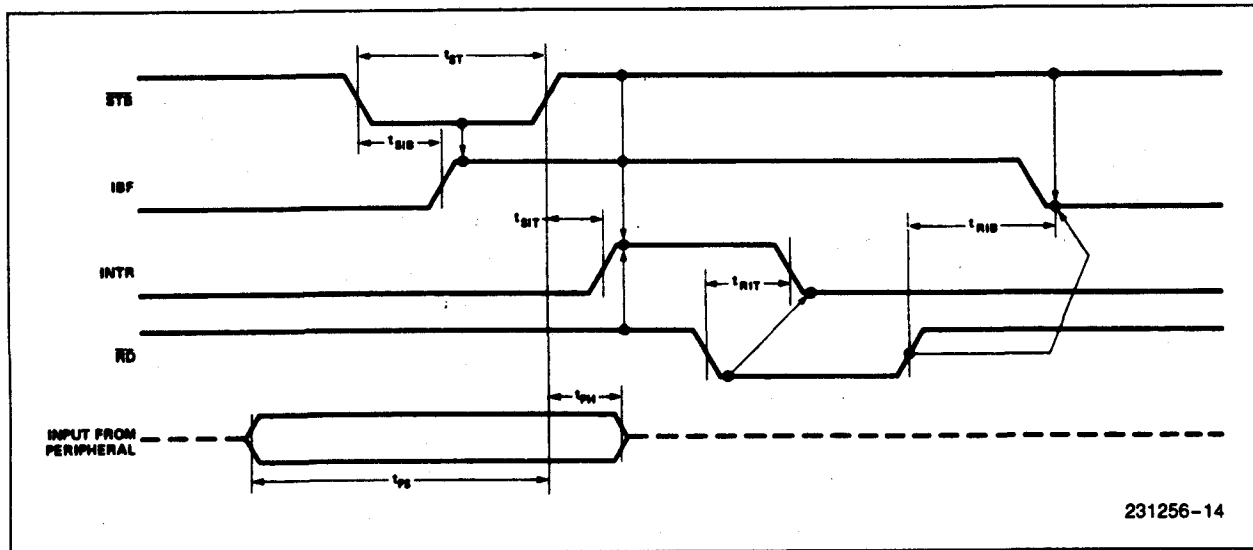 tST
STB
tSIB
IBF
tSIT
tRIB
INTR
tRIT
RD
tPH
INPUT FROM
PERIPHERAL
tPS
231256-14